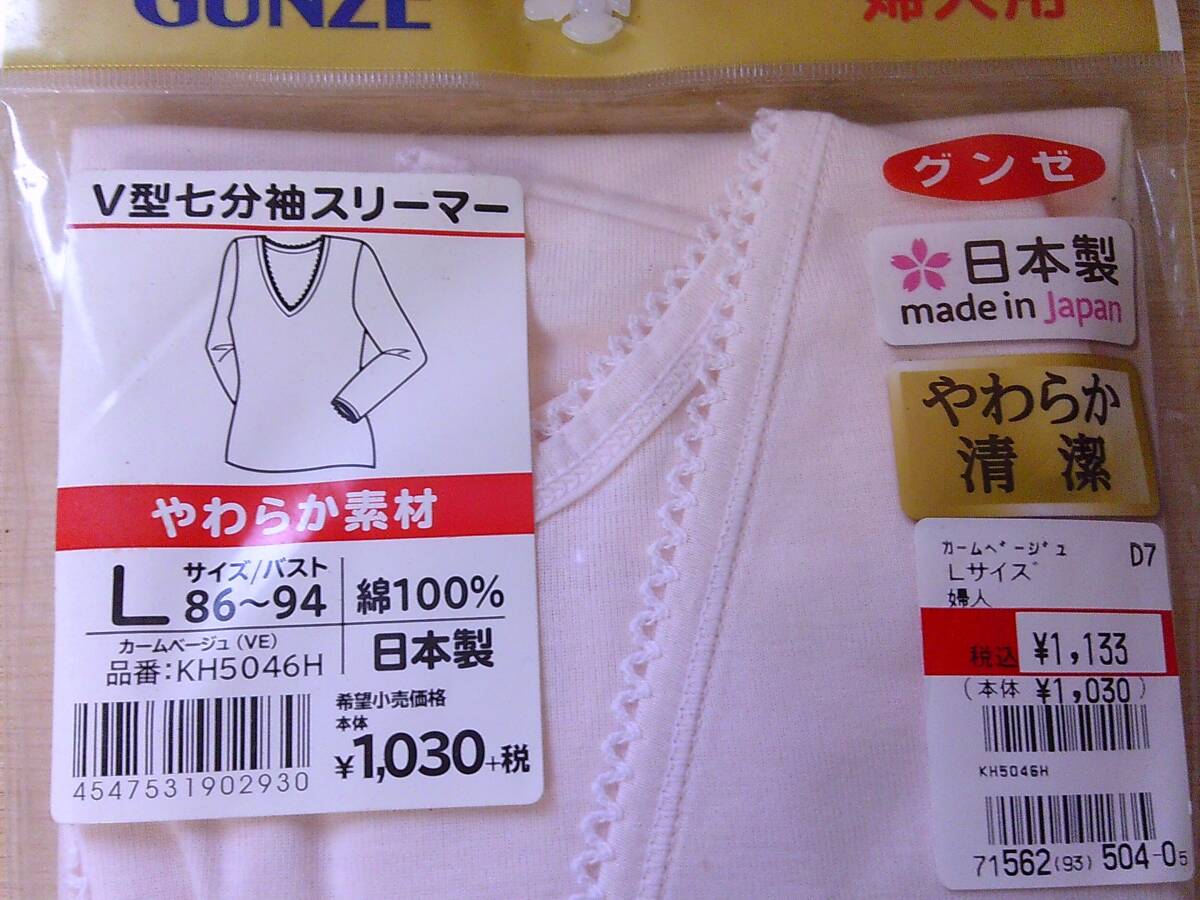 GUNZE
婦人用
V型七分袖スリーマー
やわらか素材
L サイズ/バスト
86~94
綿100%
カームベージュ(VE)
日本製
品番:KH5046H
希望小売価格
本体
¥1,030+税
4547531902930
グンゼ
日本製
made in Japan
やわらか
清潔
カームベージュ D7
Lサイズ
婦人
税込 ¥1,133
(本体 ¥1,030)
KH5046H
71562(93)504-05